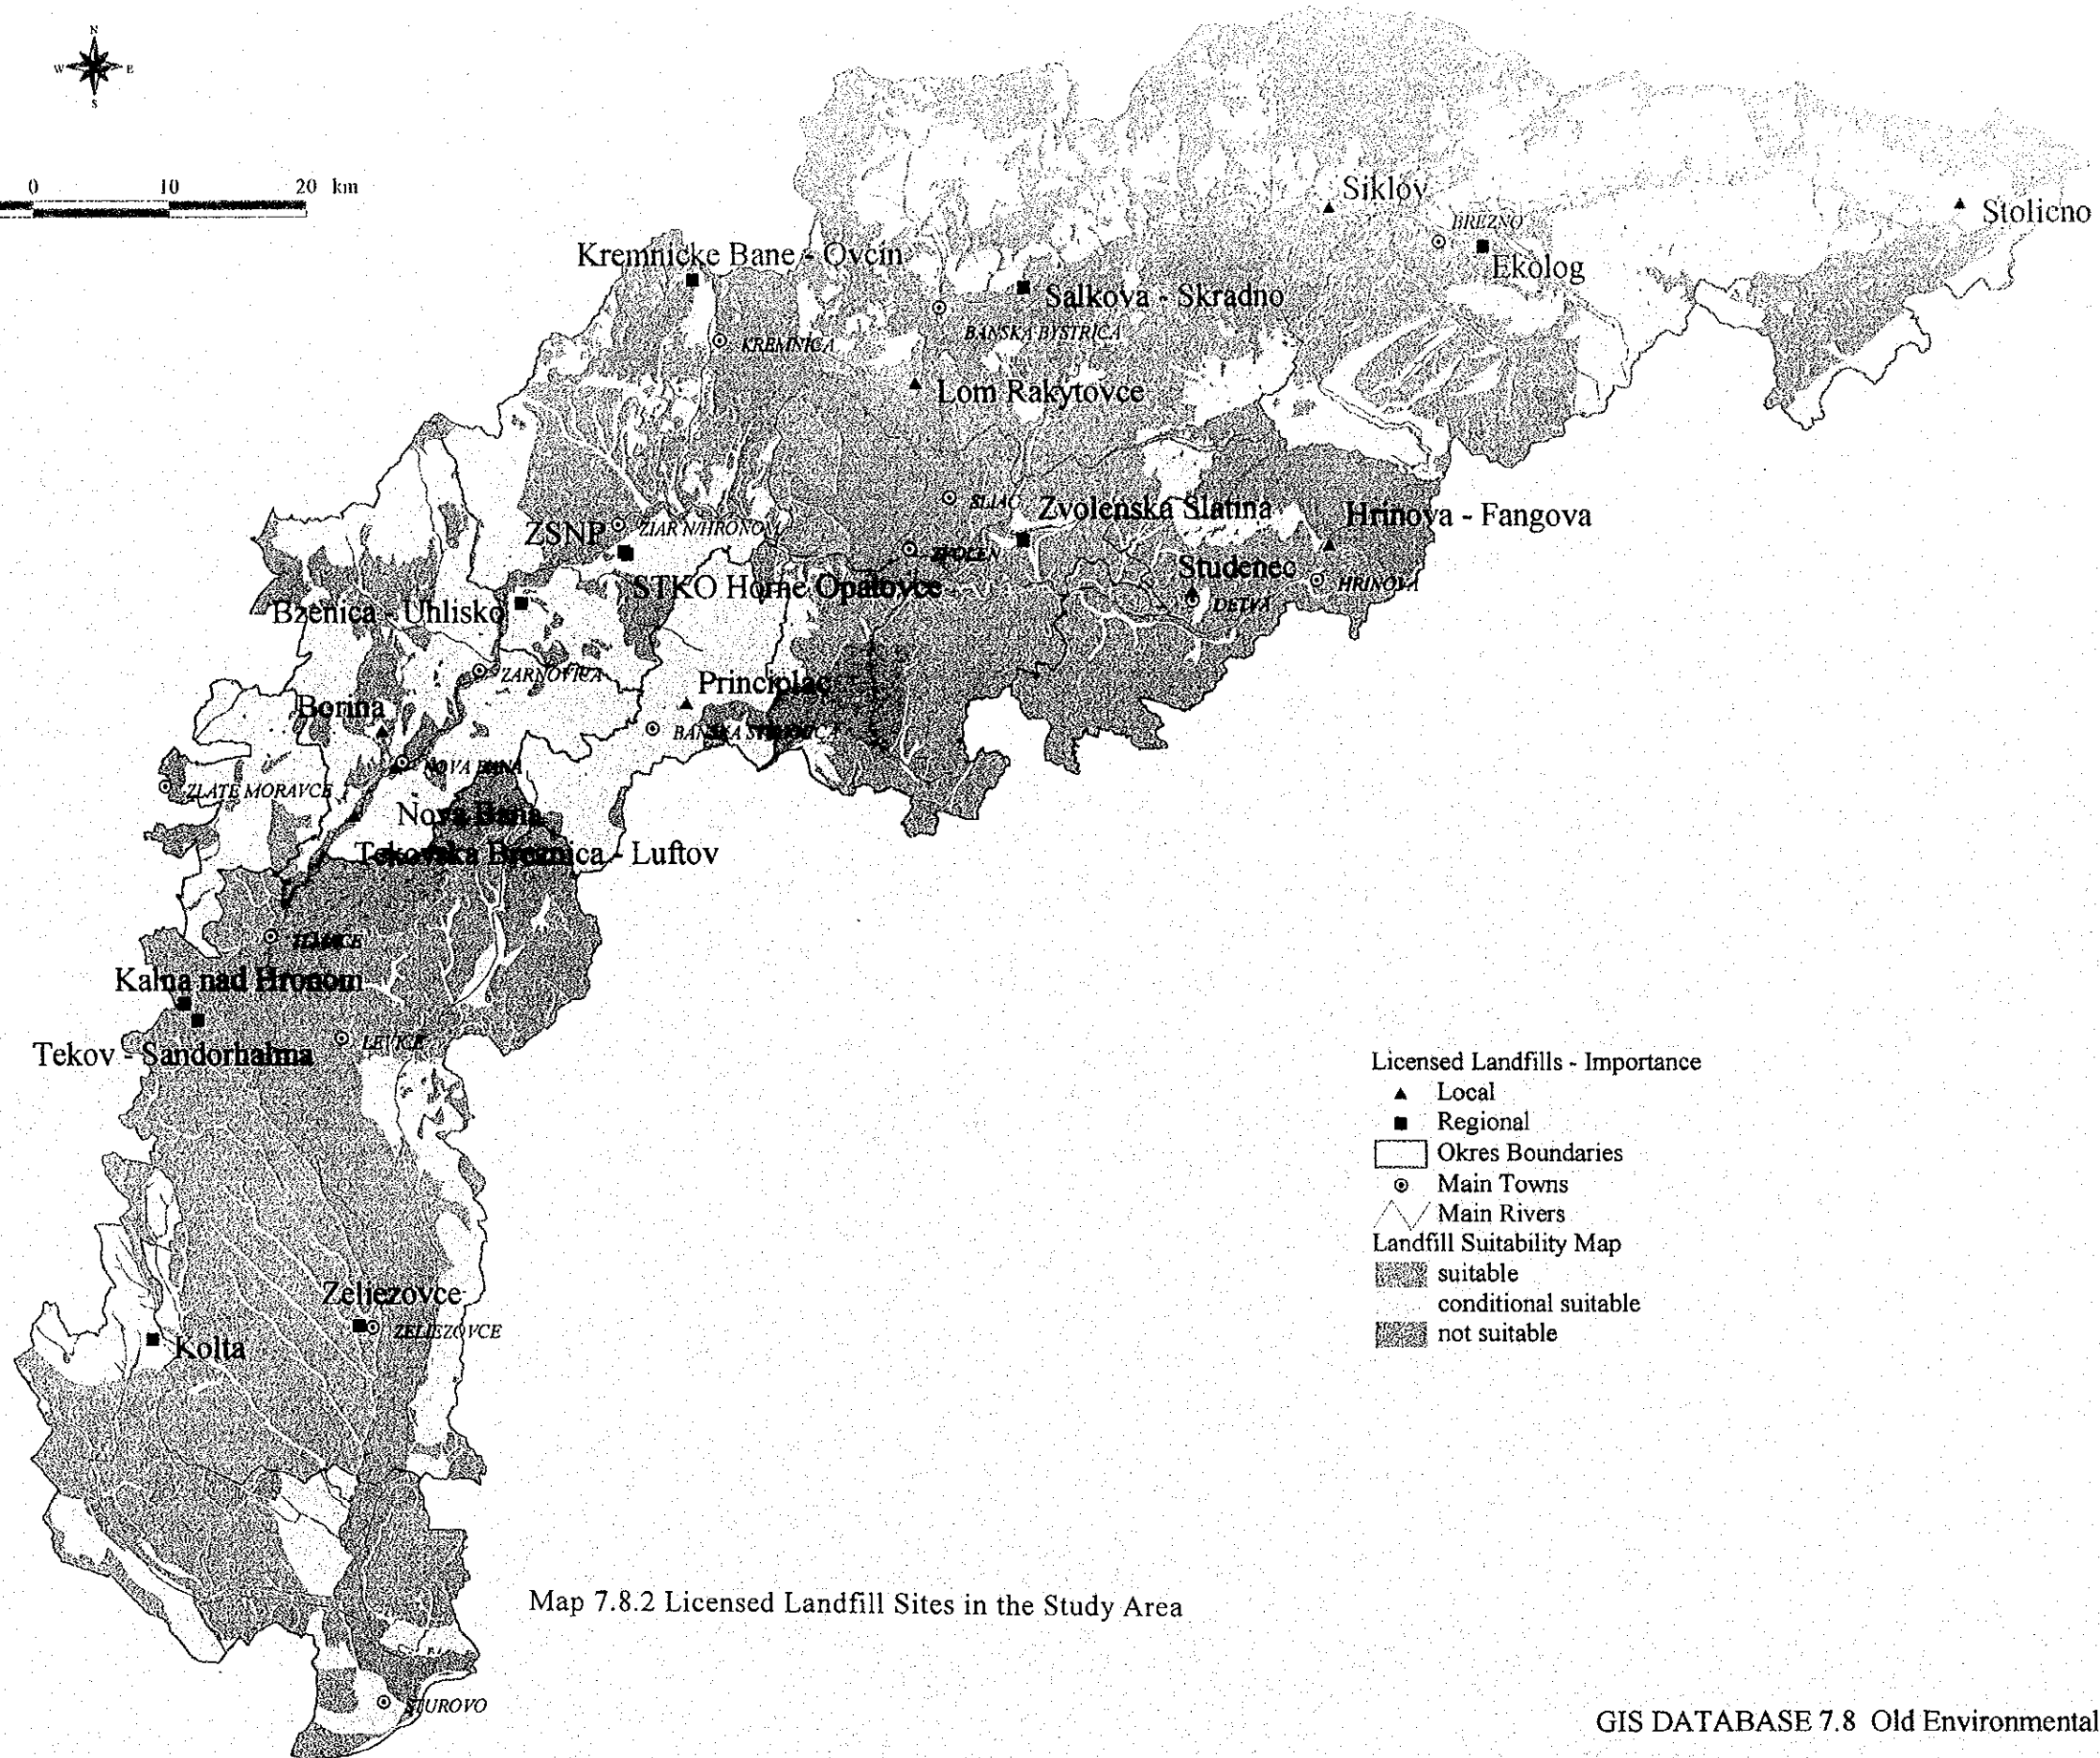 N
W E
S
0 10 20 km
Siklov
BREZNO
Stolicno
Ekolog
Kremnicke Bane - Ovcin
Salkova - Skradno
BANSKA BYSTRICA
KREMNICA
Lom Rakytovce
SLIAC
Zvolenska Slatina
Hrinova - Fangova
ZSNP
ZIAR N/HRONOM
ZVOLEN
Studenec
HRINOVA
STKO Horne Opatovce
DETVA
Bzenica - Uhlisko
ZARNOVICA
Principlac
Borina
BANSKA STIAVNICA
NOVA BANA
ZLATE MORAVCE
Nova Bana
Tekovska Breznica - Luftov
TLMACE
Kalna nad Hronom
LEVICE
Tekov - Sandorhalma
Licensed Landfills - Importance
Local
Regional
Okres Boundaries
Main Towns
Main Rivers
Landfill Suitability Map
suitable
conditional suitable
not suitable
Zeliezovce
ZELIEZOVCE
Kolta
Map 7.8.2 Licensed Landfill Sites in the Study Area
STUROVO
GIS DATABASE 7.8 Old Environmental